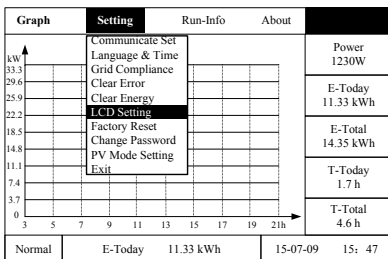 Graph Setting Run-Info About
Communicate Set
Language & Time
Grid Compliance
Clear Error
Clear Energy
LCD Setting
Factory Reset
Change Password
PV Mode Setting
Exit
kW
33.3
29.6
25.9
22.2
18.5
14.8
11.1
7.4
3.7
0
3 5 7 9 11 13 15 17 19 21h
Power
1230W
E-Today
11.33 kWh
E-Total
14.35 kWh
T-Today
1.7 h
T-Total
4.6 h
Normal E-Today 11.33 kWh 15-07-09 15: 47